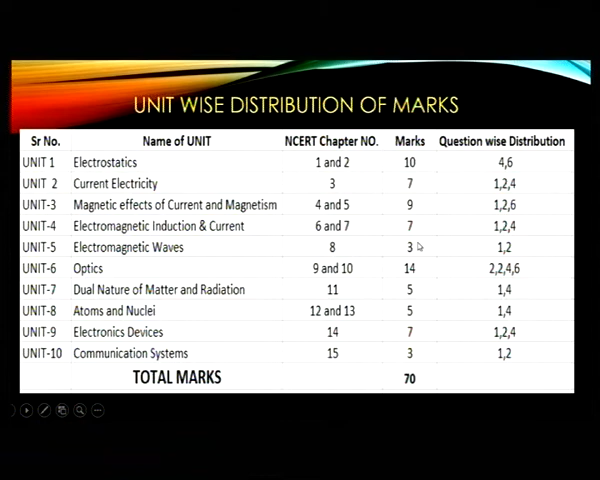 UNIT WISE DISTRIBUTION OF MARKS
Sr No. Name of UNIT NCERT Chapter NO. Marks Question wise Distribution
UNIT 1 Electrostatics 1 and 2 10 4,6
UNIT 2 Current Electricity 3 7 1,2,4
UNIT-3 Magnetic effects of Current and Magnetism 4 and 5 9 1,2,6
UNIT-4 Electromagnetic Induction & Current 6 and 7 7 1,2,4
UNIT-5 Electromagnetic Waves 8 3 1,2
UNIT-6 Optics 9 and 10 14 2,2,4,6
UNIT-7 Dual Nature of Matter and Radiation 11 5 1,4
UNIT-8 Atoms and Nuclei 12 and 13 5 1,4
UNIT-9 Electronics Devices 14 7 1,2,4
UNIT-10 Communication Systems 15 3 1,2
TOTAL MARKS 70